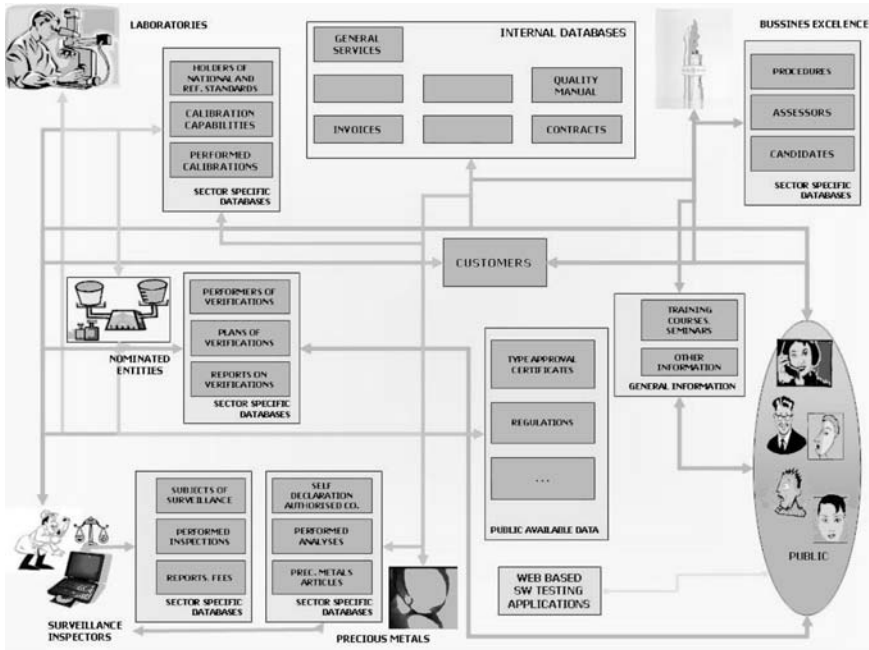 LABORATORIES
HOLDERS OF
NATIONAL AND
REF. STANDARDS
CALIBRATION
CAPABILITIES
PERFORMED
CALIBRATIONS
SECTOR SPECIFIC
DATABASES
INTERNAL DATABASES
GENERAL
SERVICES
QUALITY
MANUAL
INVOICES
CONTRACTS
BUSSINES EXCELENCE
PROCEDURES
ASSESSORS
CANDIDATES
SECTOR SPECIFIC
DATABASES
CUSTOMERS
NOMINATED
ENTITIES
PERFORMERS OF
VERIFICATIONS
PLANS OF
VERIFICATIONS
REPORTS ON
VERIFICATIONS
SECTOR SPECIFIC
DATABASES
TYPE APPROVAL
CERTIFICATES
REGULATIONS
...
PUBLIC AVAILABLE DATA
TRAINING
COURSES,
SEMINARS
OTHER
INFORMATION
GENERAL INFORMATION
PUBLIC
SURVEILLANCE
INSPECTORS
SUBJECTS OF
SURVEILLANCE
PERFORMED
INSPECTIONS
REPORTS, FEES
SECTOR SPECIFIC
DATABASES
SELF
DECLARATION
AUTHORISED CO.
PERFORMED
ANALYSES
PREC. METALS
ARTICLES
SECTOR SPECIFIC
DATABASES
PRECIOUS METALS
WEB BASED
SW TESTING
APPLICATIONS